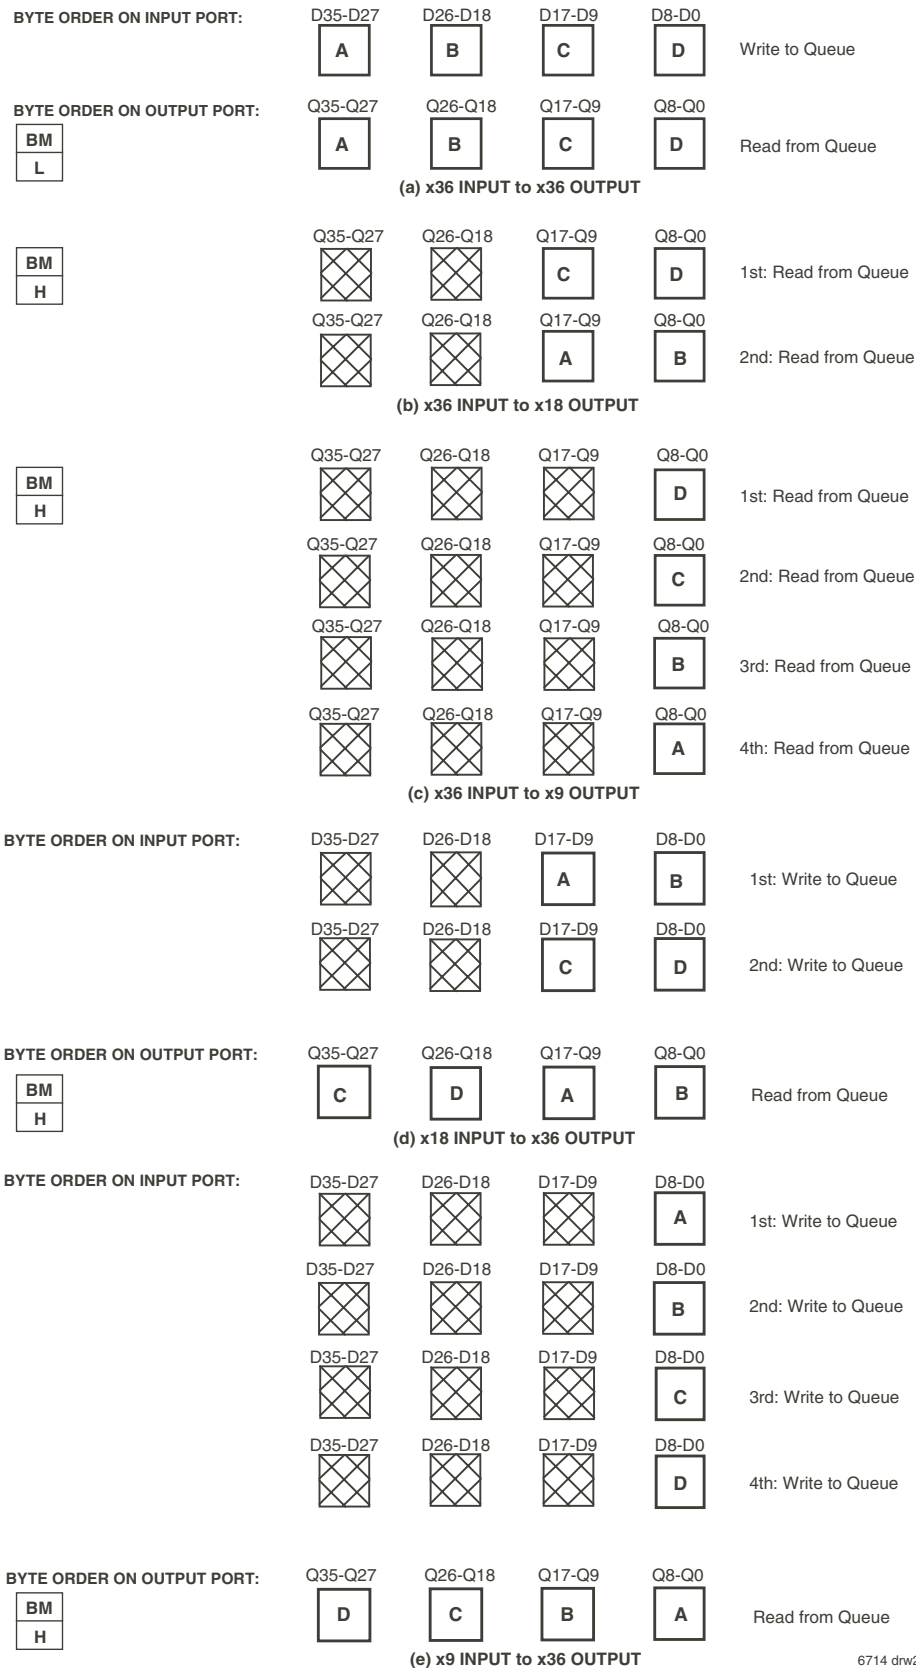 BYTE ORDER ON INPUT PORT: D35-D27 D26-D18 D17-D9 D8-D0
A B C D Write to Queue
BYTE ORDER ON OUTPUT PORT: Q35-Q27 Q26-Q18 Q17-Q9 Q8-Q0
BM
L
A B C D Read from Queue
(a) x36 INPUT to x36 OUTPUT
Q35-Q27 Q26-Q18 Q17-Q9 Q8-Q0
BM
H
C D 1st: Read from Queue
Q35-Q27 Q26-Q18 Q17-Q9 Q8-Q0
A B 2nd: Read from Queue
(b) x36 INPUT to x18 OUTPUT
Q35-Q27 Q26-Q18 Q17-Q9 Q8-Q0
BM
H
D 1st: Read from Queue
Q35-Q27 Q26-Q18 Q17-Q9 Q8-Q0
C 2nd: Read from Queue
Q35-Q27 Q26-Q18 Q17-Q9 Q8-Q0
B 3rd: Read from Queue
Q35-Q27 Q26-Q18 Q17-Q9 Q8-Q0
A 4th: Read from Queue
(c) x36 INPUT to x9 OUTPUT
BYTE ORDER ON INPUT PORT: D35-D27 D26-D18 D17-D9 D8-D0
A B 1st: Write to Queue
D35-D27 D26-D18 D17-D9 D8-D0
C D 2nd: Write to Queue
BYTE ORDER ON OUTPUT PORT: Q35-Q27 Q26-Q18 Q17-Q9 Q8-Q0
BM
H
C D A B Read from Queue
(d) x18 INPUT to x36 OUTPUT
BYTE ORDER ON INPUT PORT: D35-D27 D26-D18 D17-D9 D8-D0
A 1st: Write to Queue
D35-D27 D26-D18 D17-D9 D8-D0
B 2nd: Write to Queue
D35-D27 D26-D18 D17-D9 D8-D0
C 3rd: Write to Queue
D35-D27 D26-D18 D17-D9 D8-D0
D 4th: Write to Queue
BYTE ORDER ON OUTPUT PORT: Q35-Q27 Q26-Q18 Q17-Q9 Q8-Q0
BM
H
D C B A Read from Queue
(e) x9 INPUT to x36 OUTPUT
6714 drw2